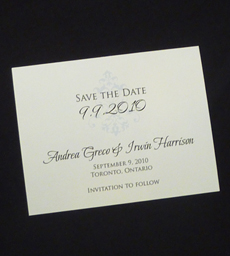 Save the Date
9.9.2010
Andrea Greco & Irwin Harrison
September 9, 2010
Toronto, Ontario
Invitation to follow